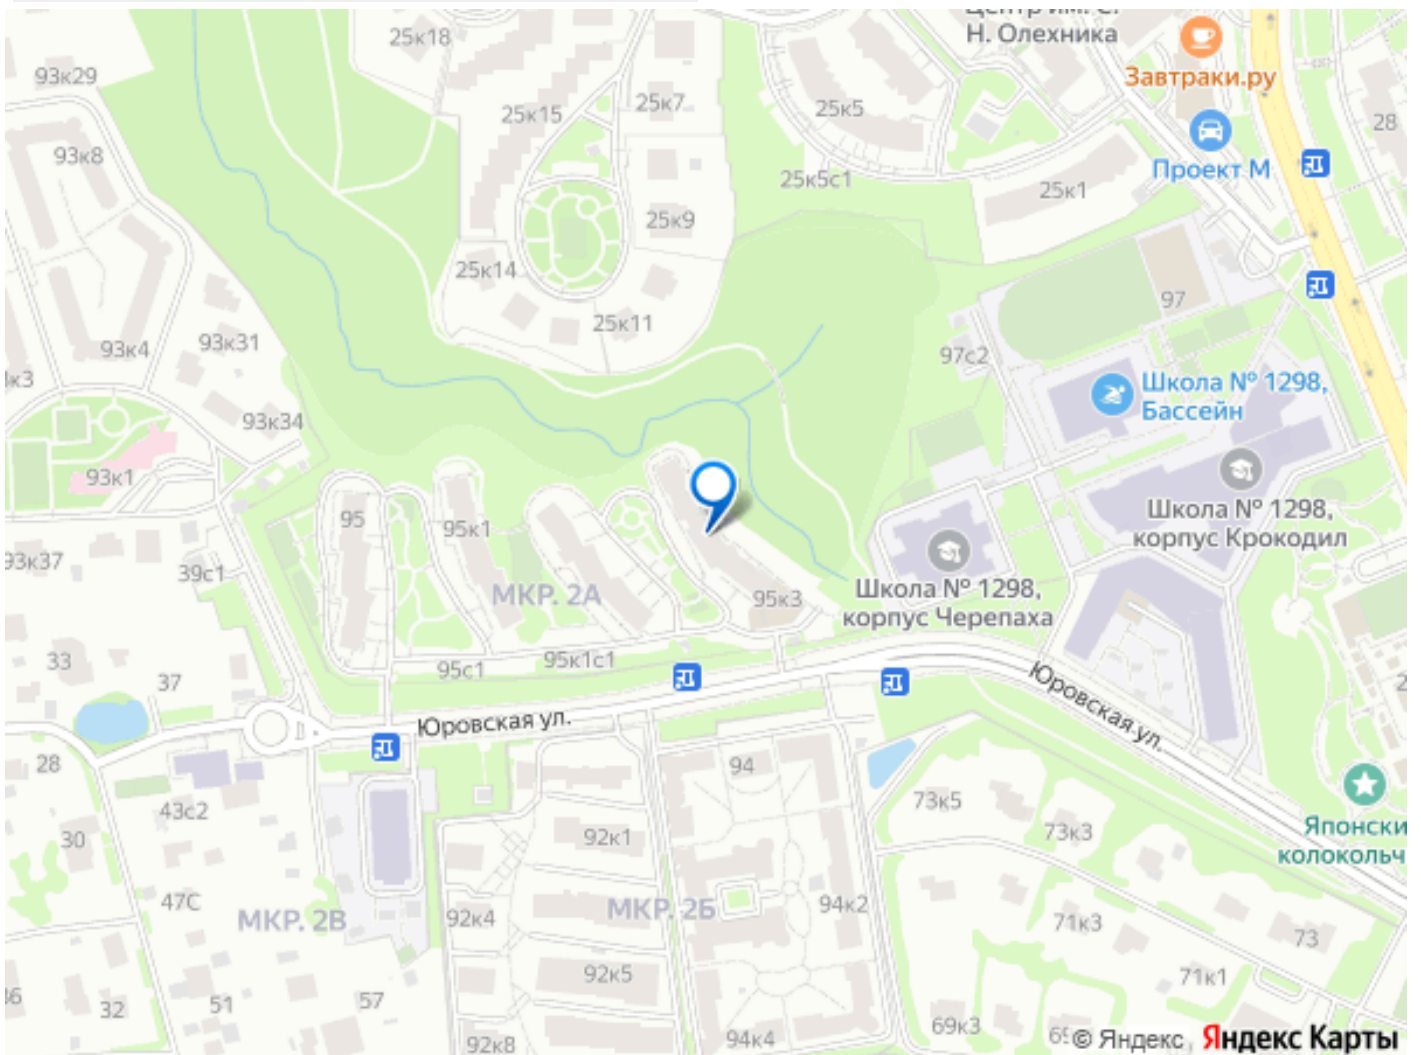 Н. Олехника
25к18
Завтраки.ру
93к29
25к7
25к15
25к5
28
93к8
Проект М
25к5с1
25к1
25к9
25к14
97
25к11
93к31
93к4
97с2
Школа № 1298,
Бассейн
93к34
93к1
95
95к1
Школа № 1298,
корпус Крокодил
93к37
39с1
МКР. 2А
95к3
Школа № 1298,
корпус Черепаха
33
95с1
95к1с1
37
Юровская ул.
Юровская ул.
28
94
73к5
43с2
73к3
Японски
колокольч
30
92к1
47С
МКР. 2В
92к4
МКР. 2Б
94к2
71к3
73
92к5
71к1
51
57
32
69к3
94к4
92к8
© Яндекс
Яндекс Карты